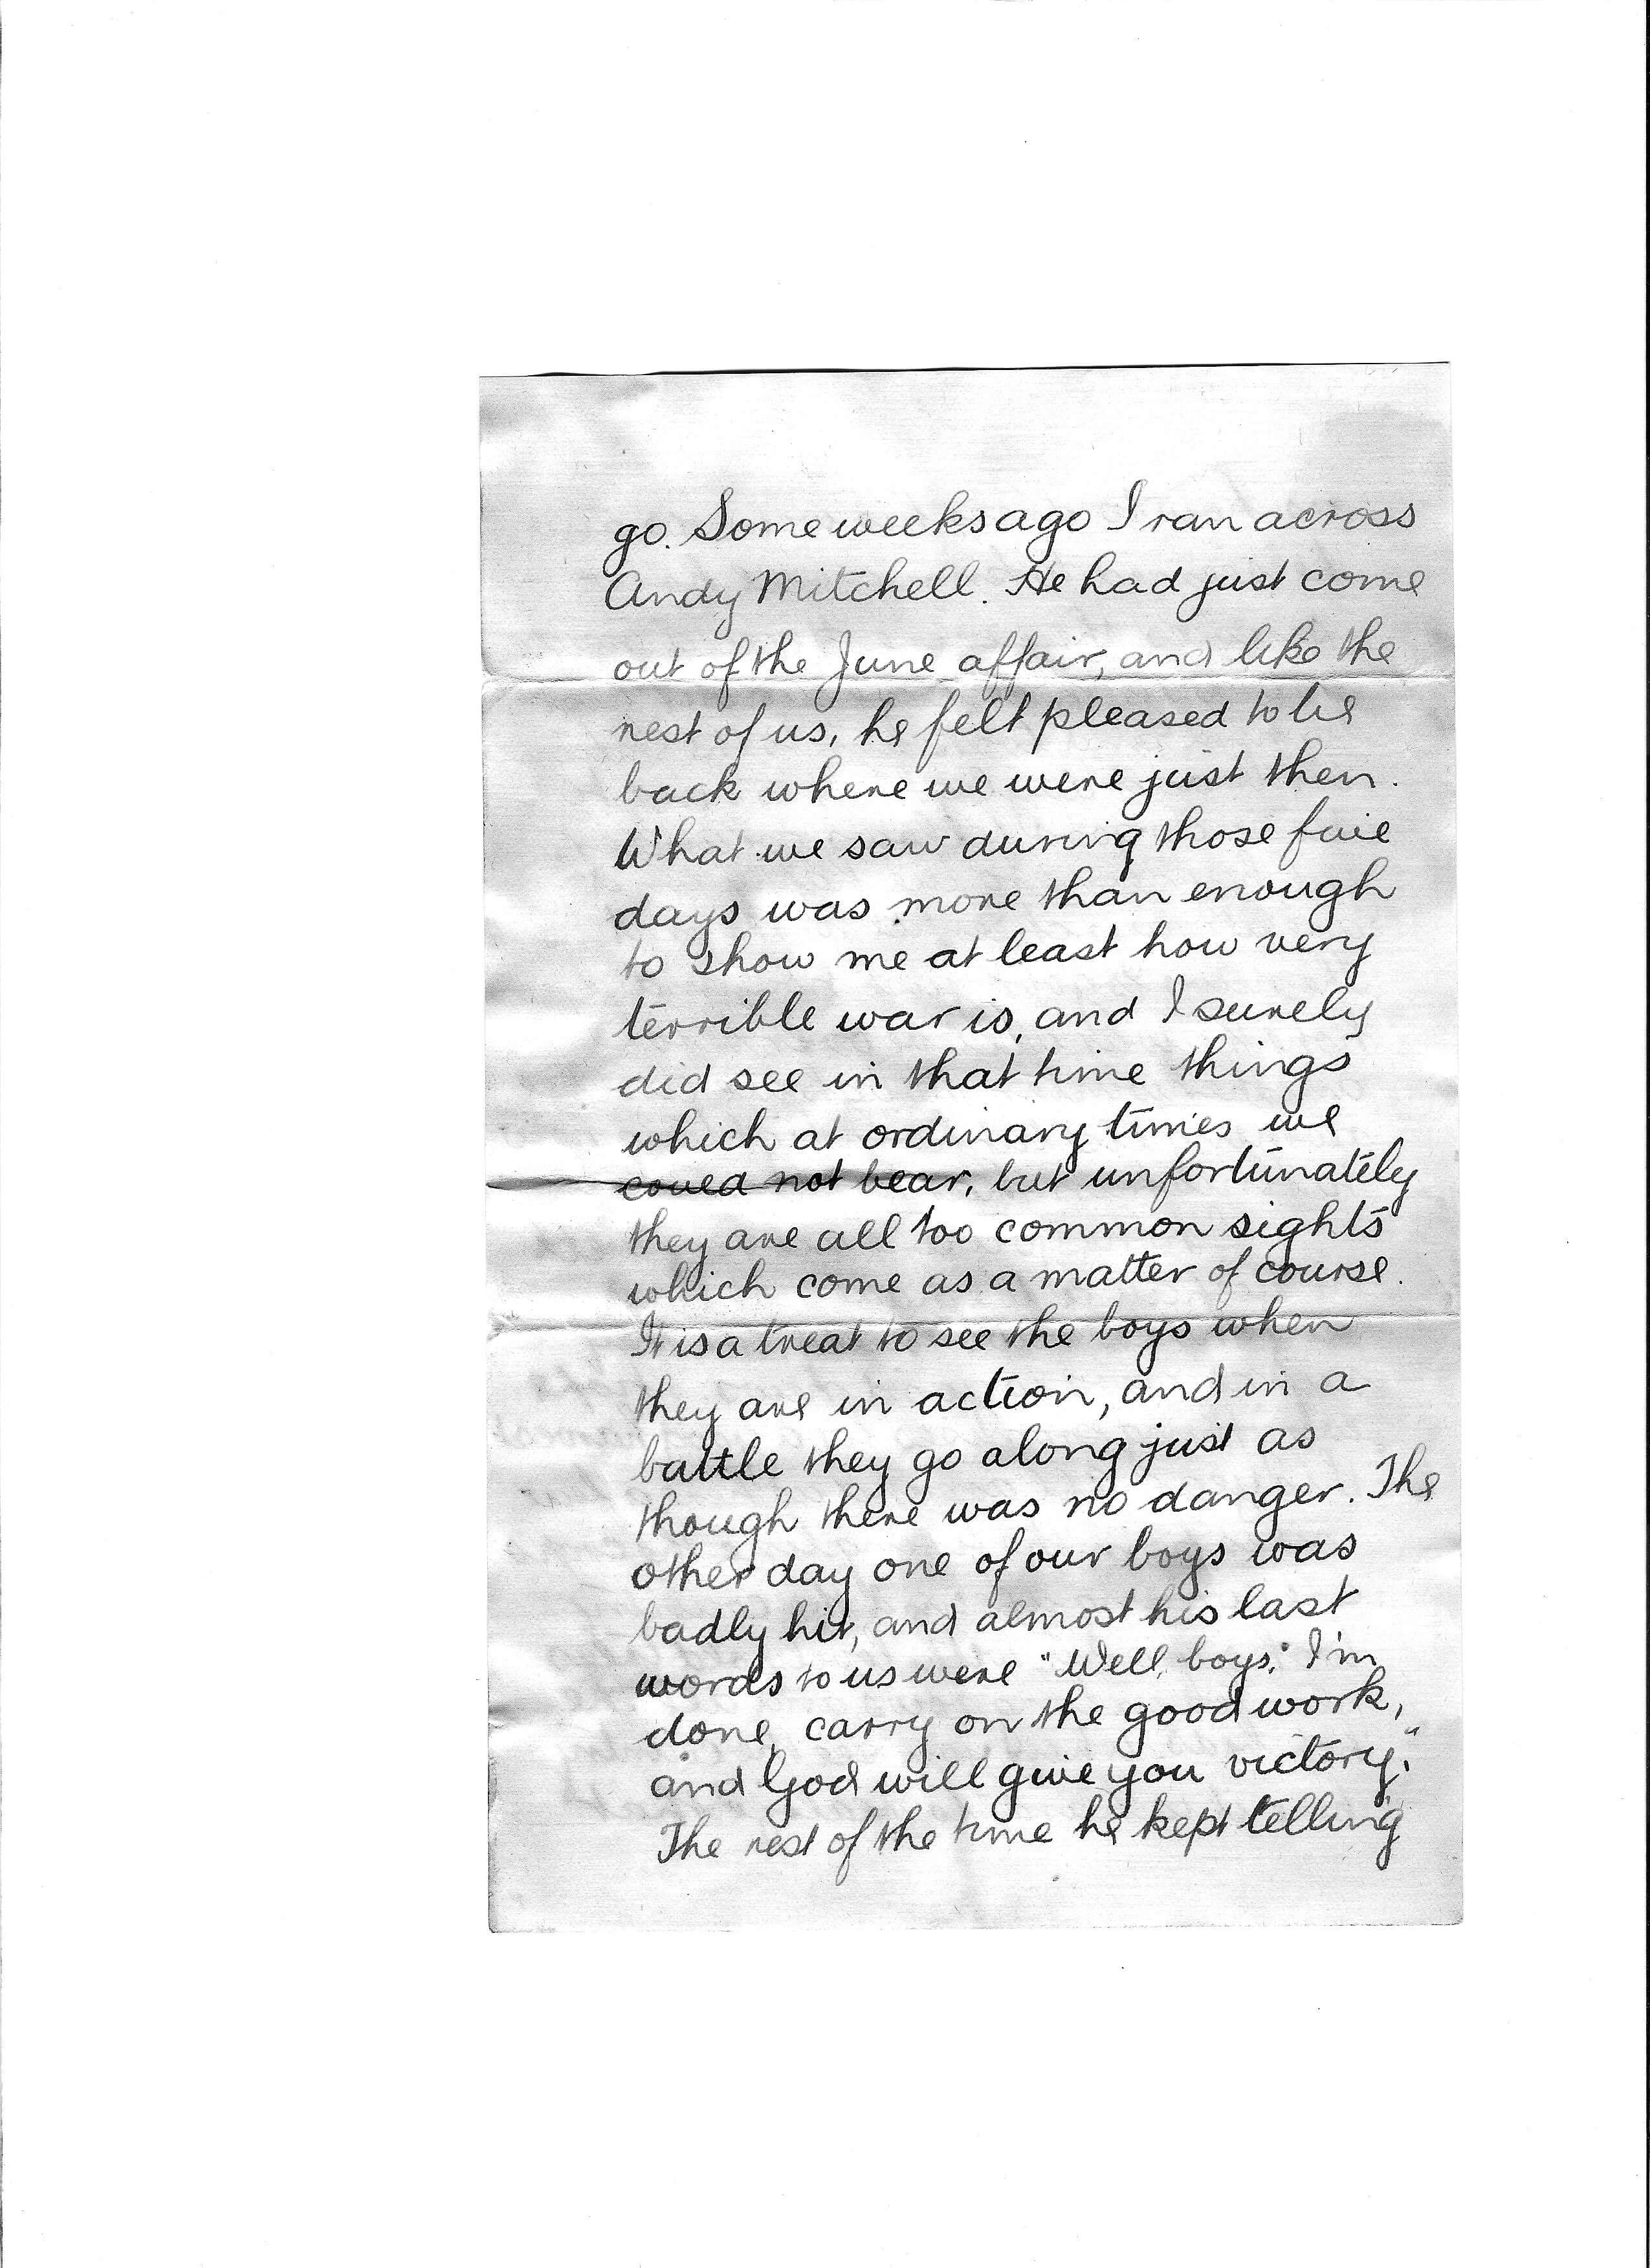 go. Some weeks ago I ran across
Andy Mitchell. He had just come
out of the June affair, and like the
rest of us, he felt pleased to be
back where we were just then.
What we saw during those five
days was more than enough
to show me at least how very
terrible war is, and I surely
did see in that time things
which at ordinary times we
could not bear, but unfortunately
they are all too common sights
which come as a matter of course.
It is a treat to see the boys when
they are in action, and in a
battle they go along just as
though there was no danger. The
other day one of our boys was
badly hit, and almost his last
words to us were "Well, boys," I'm
done, carry on the good work,
and God will give you victory."
The rest of the time he kept telling